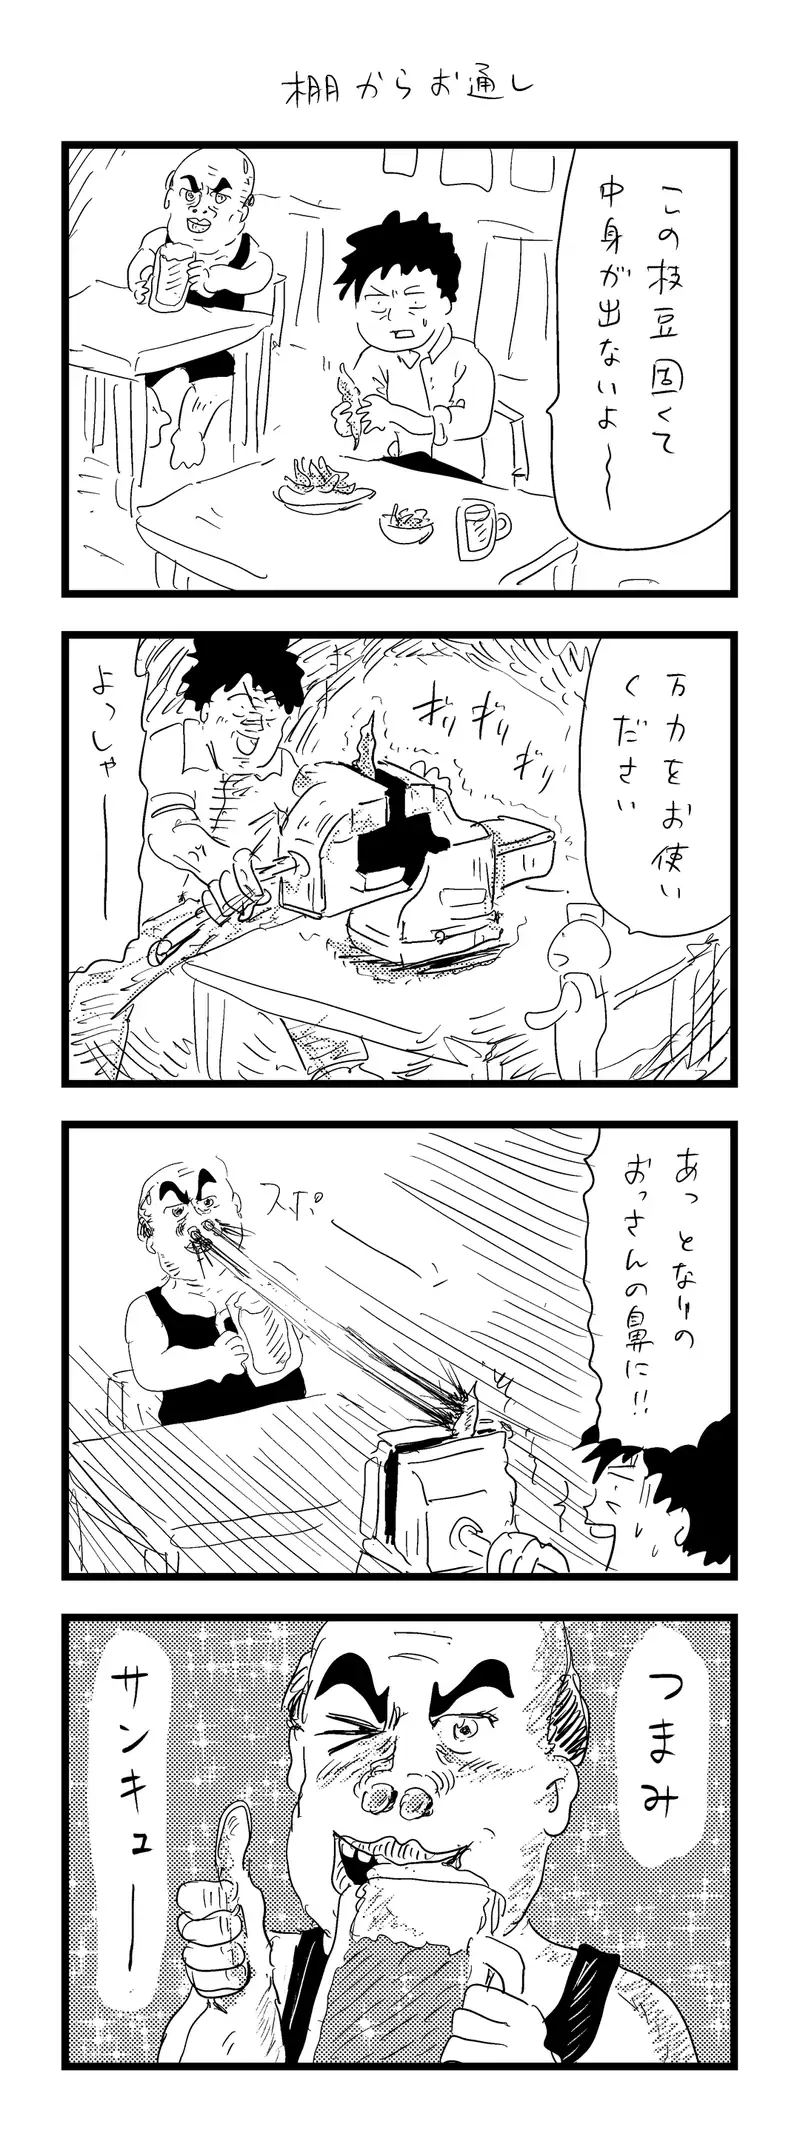 棚からお通し
この枝豆固くて
中身が出ないよ〜
万力をお使い
ください
ギリギリギリ
よっしゃー
あっとなりの
おっさんの鼻に!!
スポーン
つまみ
サンキュー